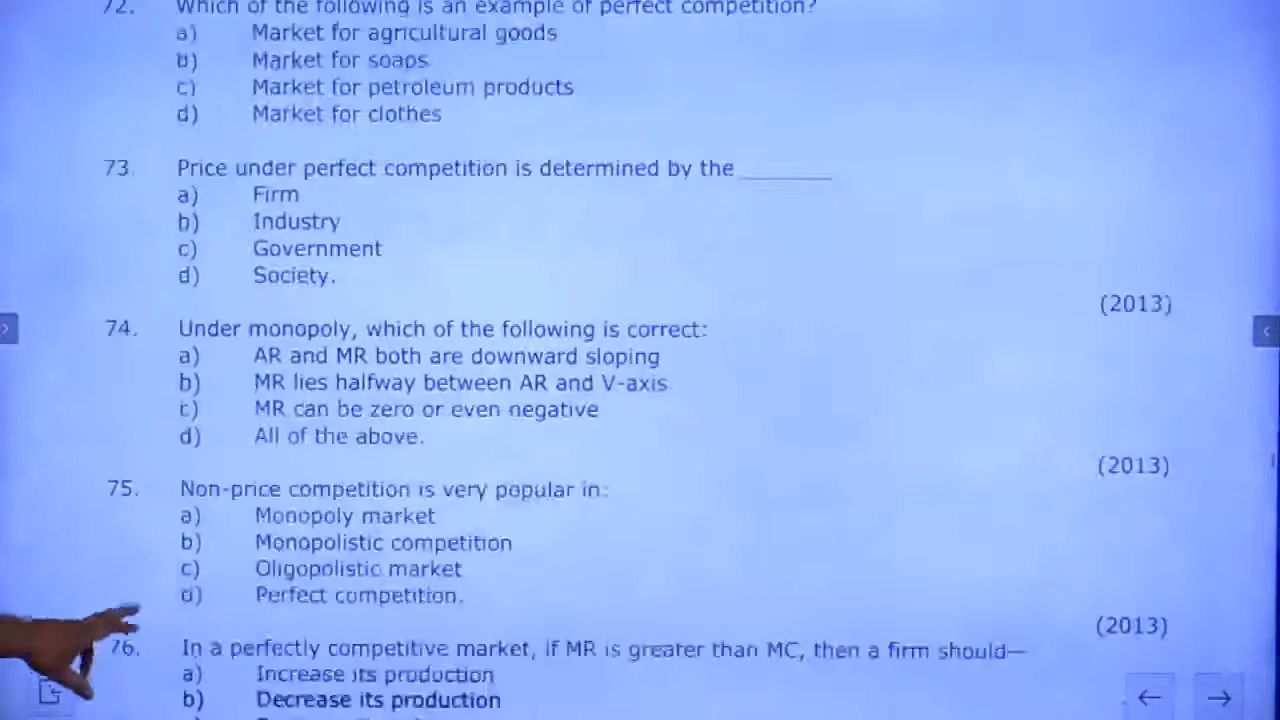 72. Which of the following is an example of perfect competition?
a) Market for agricultural goods
b) Market for soaps
c) Market for petroleum products
d) Market for clothes
73. Price under perfect competition is determined by the ________
a) Firm
b) Industry
c) Government
d) Society.
(2013)
74. Under monopoly, which of the following is correct:
a) AR and MR both are downward sloping
b) MR lies halfway between AR and V-axis
c) MR can be zero or even negative
d) All of the above.
(2013)
75. Non-price competition is very popular in:
a) Monopoly market
b) Monopolistic competition
c) Oligopolistic market
d) Perfect competition.
(2013)
76. In a perfectly competitive market, if MR is greater than MC, then a firm should—
a) Increase its production
b) Decrease its production